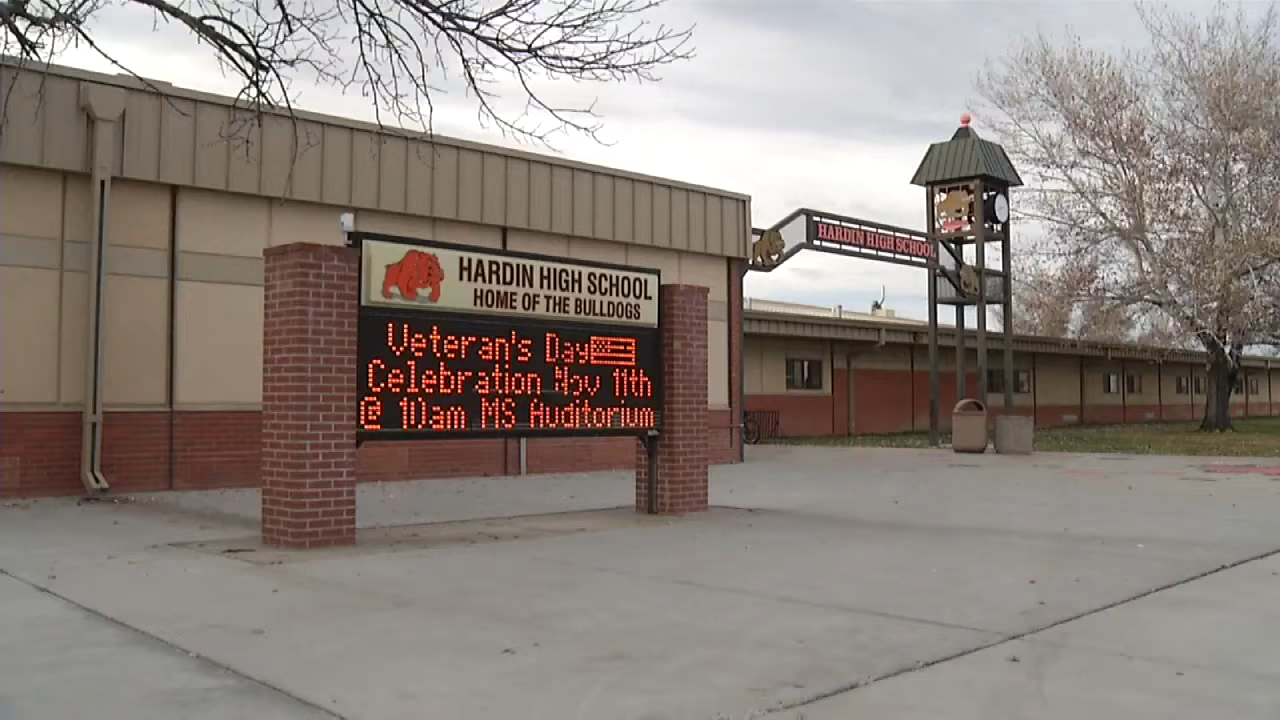 HARDIN HIGH SCHOOL
HOME OF THE BULLDOGS
Veteran's Day
Celebration Nov 11th
@ 10am MS Auditorium
HARDIN HIGH SCHOOL